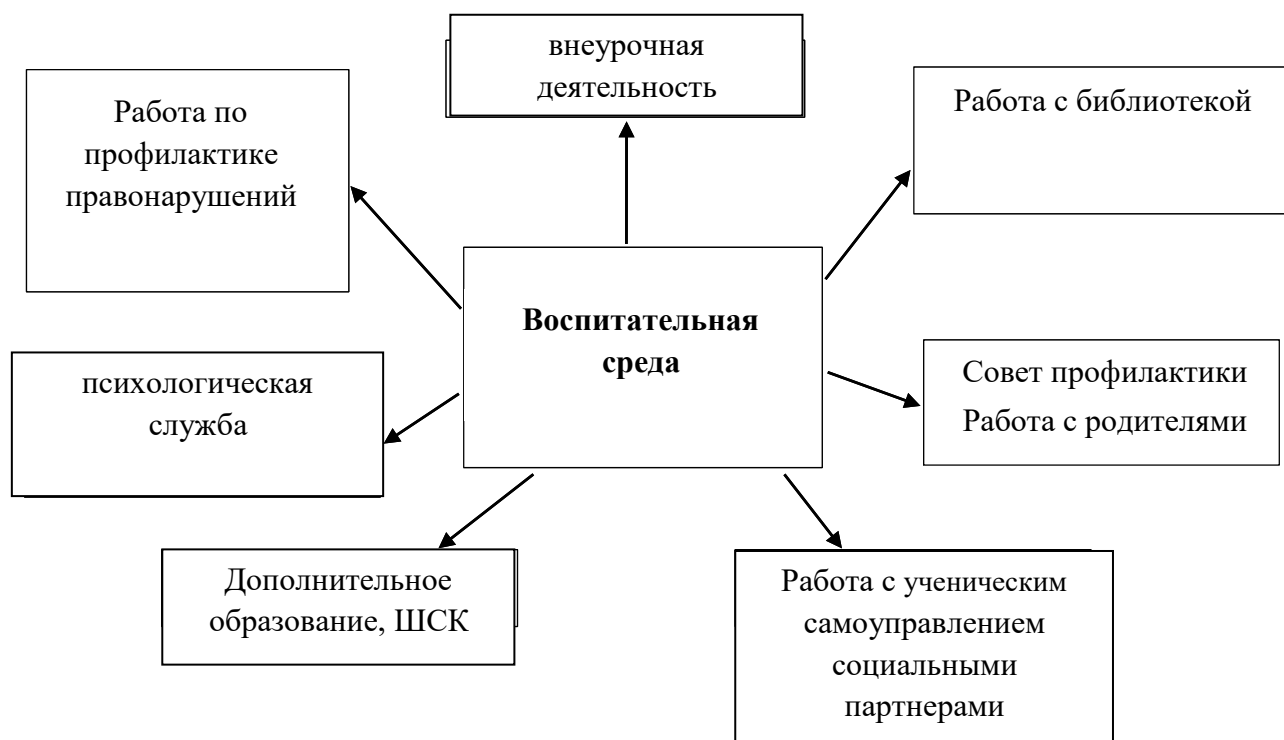 внеурочная
деятельность
Работа по
профилактике
правонарушений
Работа с библиотекой
Воспитательная
среда
психологическая
служба
Совет профилактики
Работа с родителями
Дополнительное
образование, ШСК
Работа с ученическим
самоуправлением
социальными
партнерами